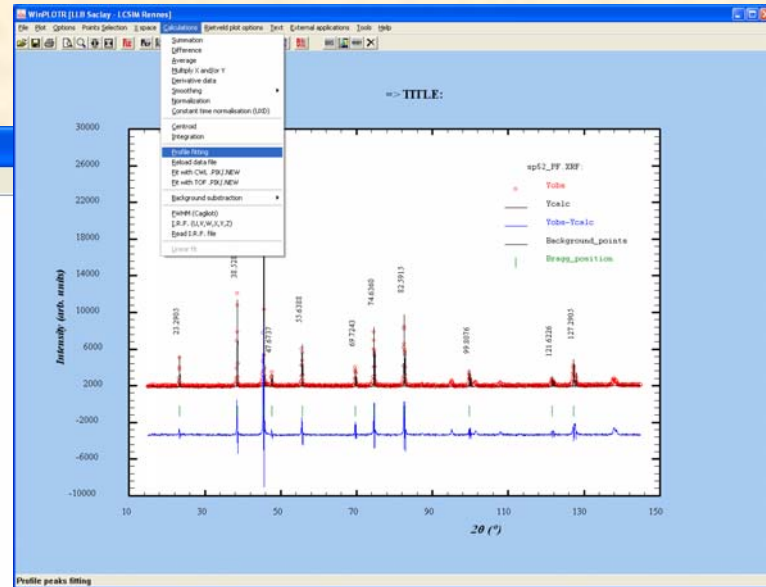 WinPLOTR [LLB Saclay - LCSIM Rennes]
File Plot Options Points Selection X space Calculations Rietveld plot options Text External applications Tools Help
Summation
Difference
Average
Multiply X and/or Y
Derivative data
Smoothing
Normalization
Constant time normalisation (UXD)
Centroid
Integration
Profile fitting
Reload data file
Fit with CWL .PIK/.NEW
Fit with TOF .PIK/.NEW
Background substraction
FWHM (Caglioti)
I.R.F. (U,V,W,X,Y,Z)
Read I.R.F. file
Linear fit
=> TITLE:
sp52_PF.XRF:
Yobs
Ycalc
Yobs-Ycalc
Background_points
Bragg_position
30000
26000
22000
18000
14000
10000
6000
2000
-2000
-6000
-10000
Intensity (arb. units)
23.2903
38.528
47.6737
55.6388
69.7243
74.6360
82.5915
99.8076
121.6226
127.2903
10 30 50 70 90 110 130 150
2θ (°)
Profile peaks fitting